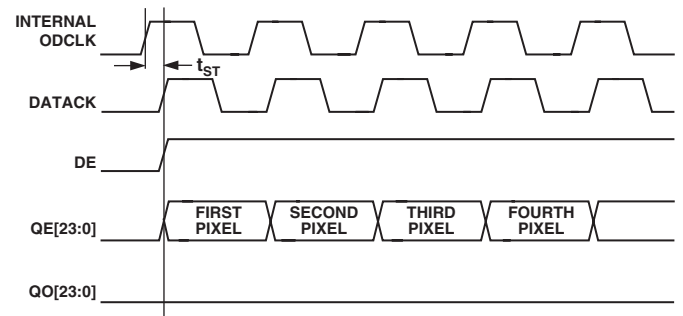 INTERNAL
ODCLK
tST
DATACK
DE
QE[23:0]
FIRST
PIXEL
SECOND
PIXEL
THIRD
PIXEL
FOURTH
PIXEL
QO[23:0]